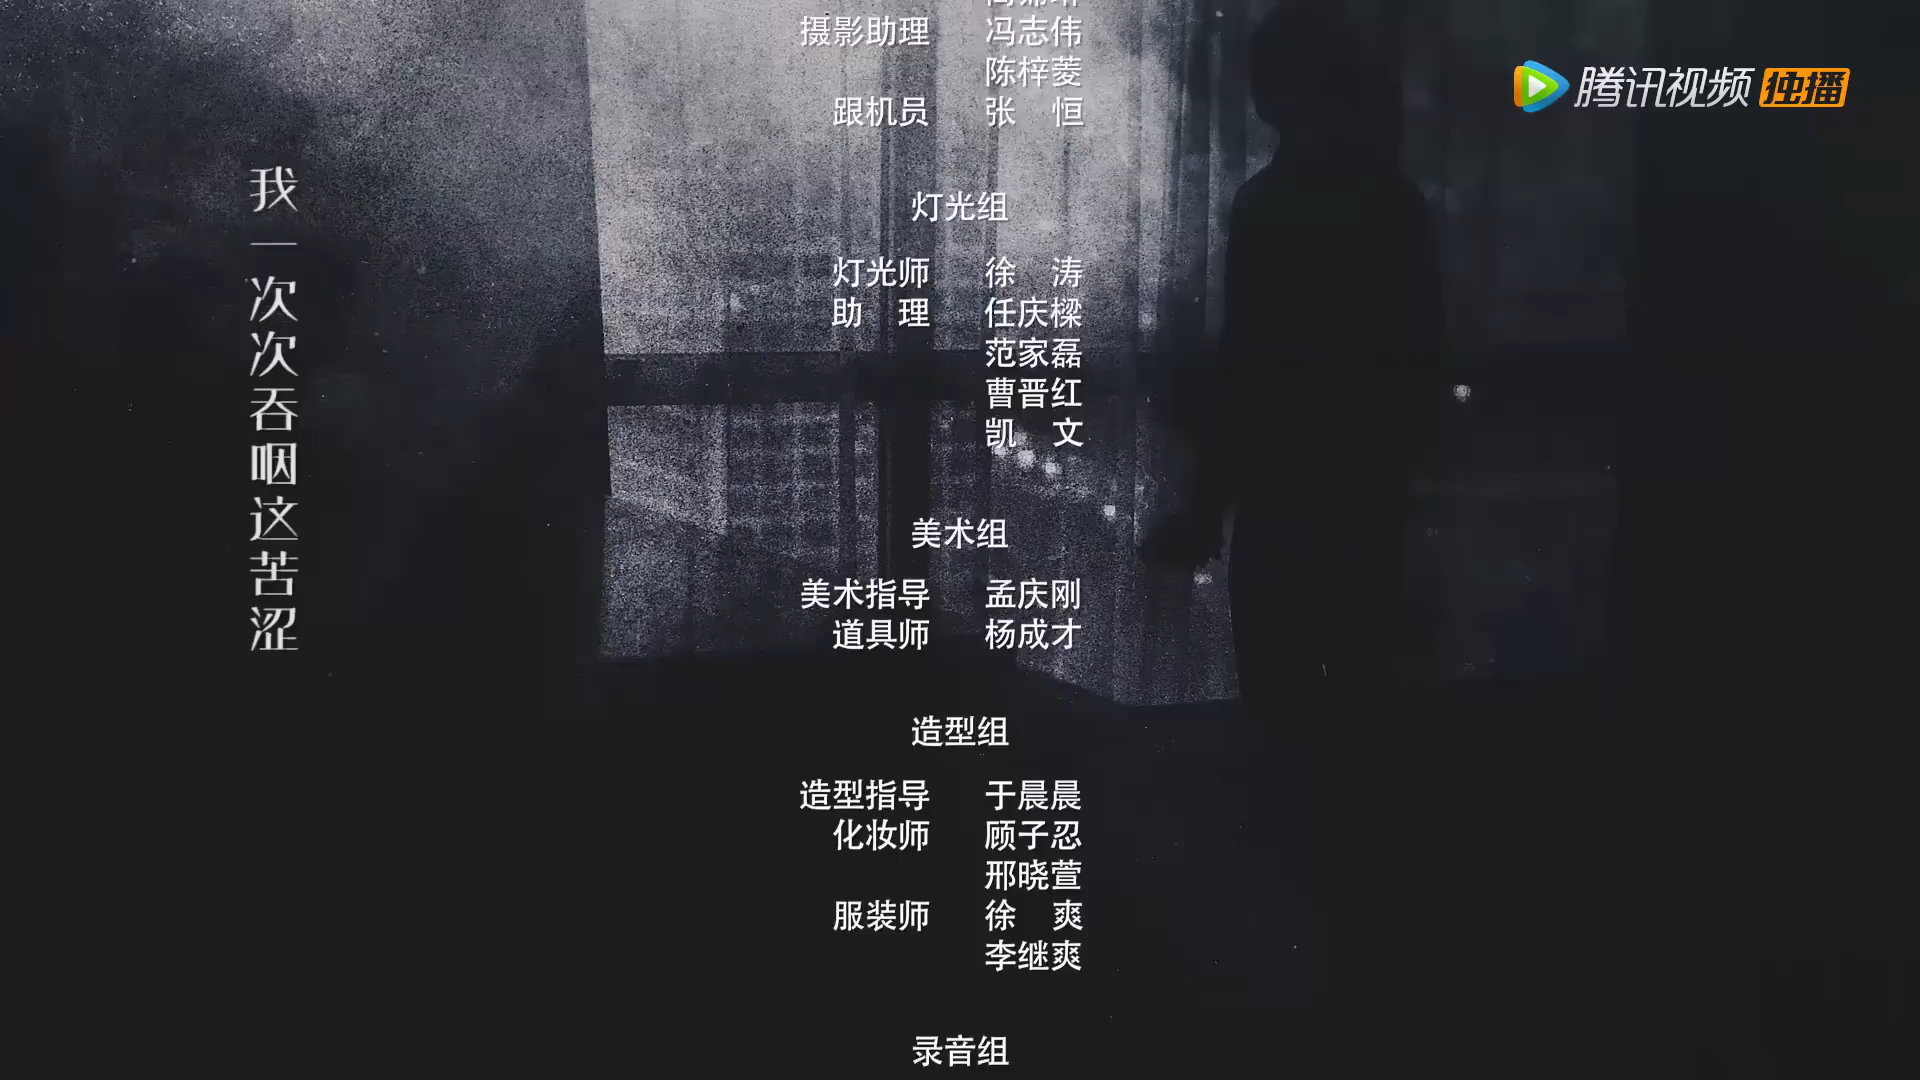 摄影助理 冯志伟
陈梓菱
跟机员 张 恒
腾讯视频 独播
我一次次吞咽这苦涩
灯光组
灯光师 徐 涛
助 理 任庆樑
范家磊
曹晋红
凯 文
美术组
美术指导 孟庆刚
道具师 杨成才
造型组
造型指导 于晨晨
化妆师 顾子忍
邢晓萱
服装师 徐 爽
李继爽
录音组